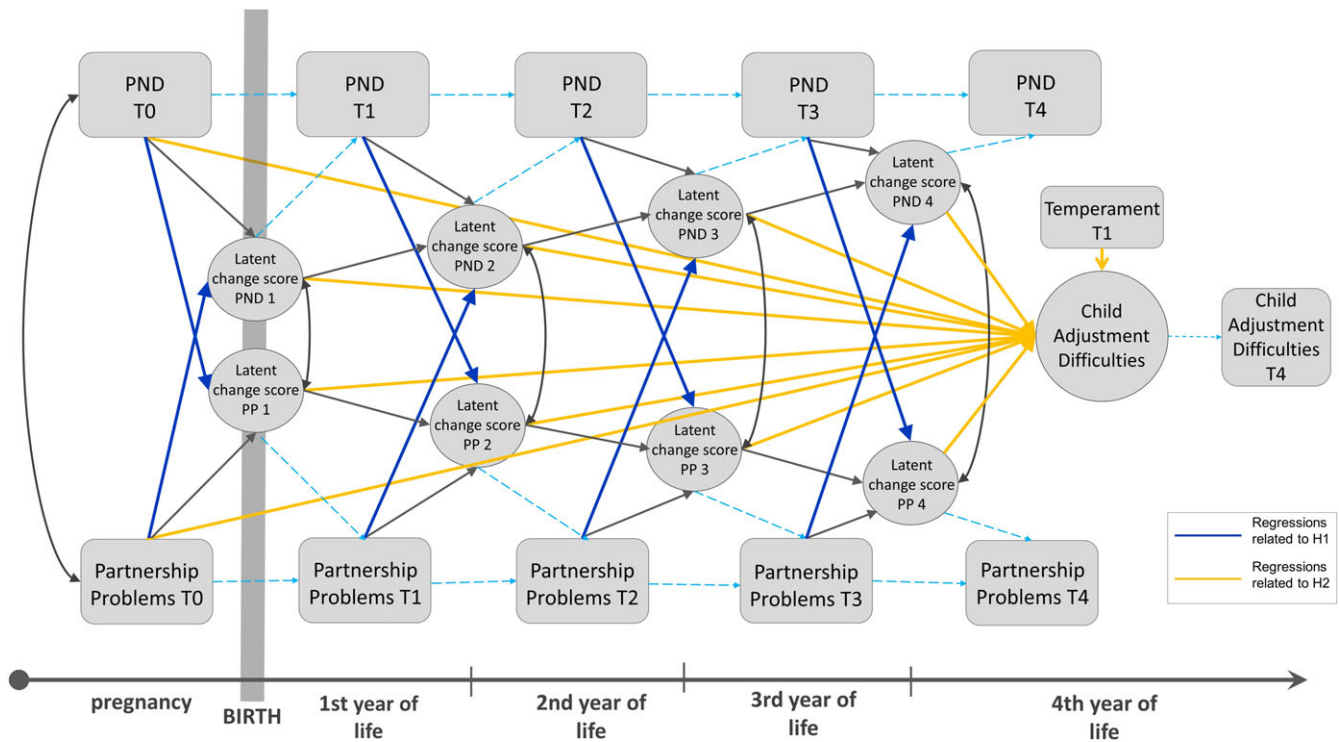 PND
T0
PND
T1
PND
T2
PND
T3
PND
T4
Latent
change score
PND 1
Latent
change score
PND 2
Latent
change score
PND 3
Latent
change score
PND 4
Temperament
T1
Latent
change score
PP 1
Latent
change score
PP 2
Latent
change score
PP 3
Latent
change score
PP 4
Child
Adjustment
Difficulties
Child
Adjustment
Difficulties
T4
Partnership
Problems T0
Partnership
Problems T1
Partnership
Problems T2
Partnership
Problems T3
Partnership
Problems T4
Regressions
related to H1
Regressions
related to H2
pregnancy
BIRTH
1st year of
life
2nd year of
life
3rd year of
life
4th year of
life